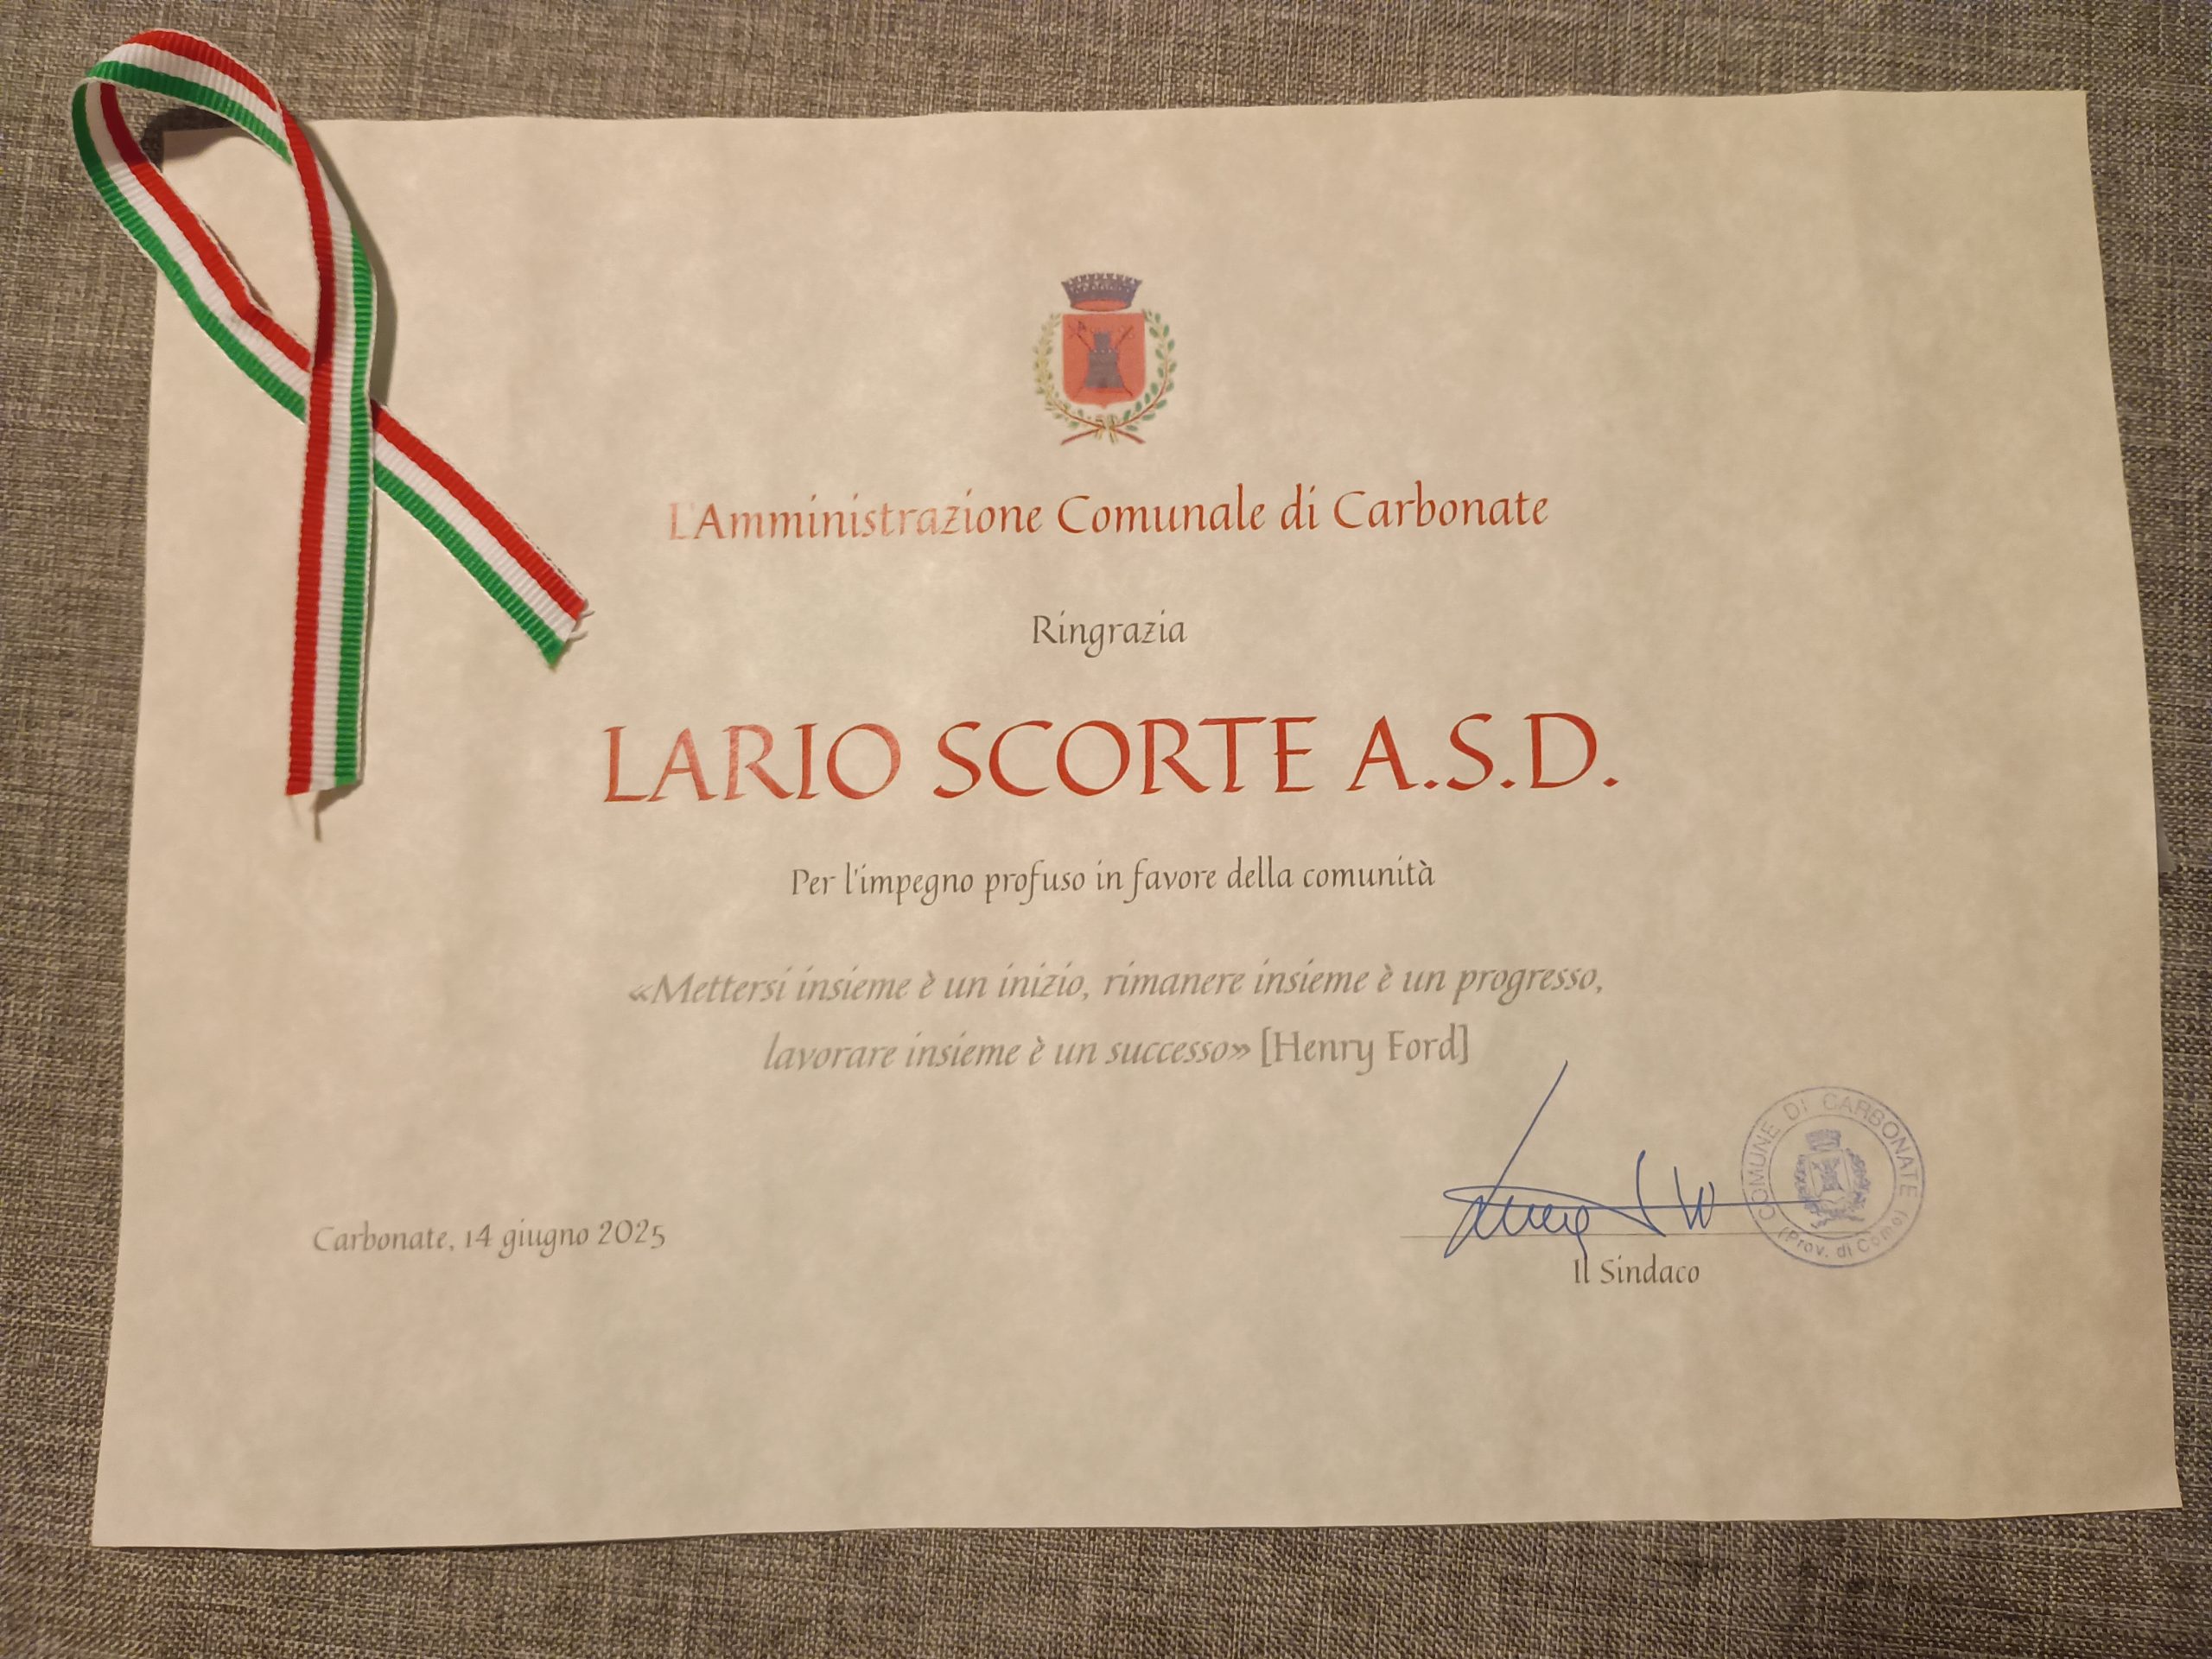 L'Amministrazione Comunale di Carbonate
Ringrazia
LARIO SCORTE A.S.D.
Per l'impegno profuso in favore della comunità
«Mettersi insieme è un inizio, rimanere insieme è un progresso,
lavorare insieme è un successo» [Henry Ford]
Carbonate, 14 giugno 2025
Il Sindaco
COMUNE DI CARBONATE
(Prov. di Como)